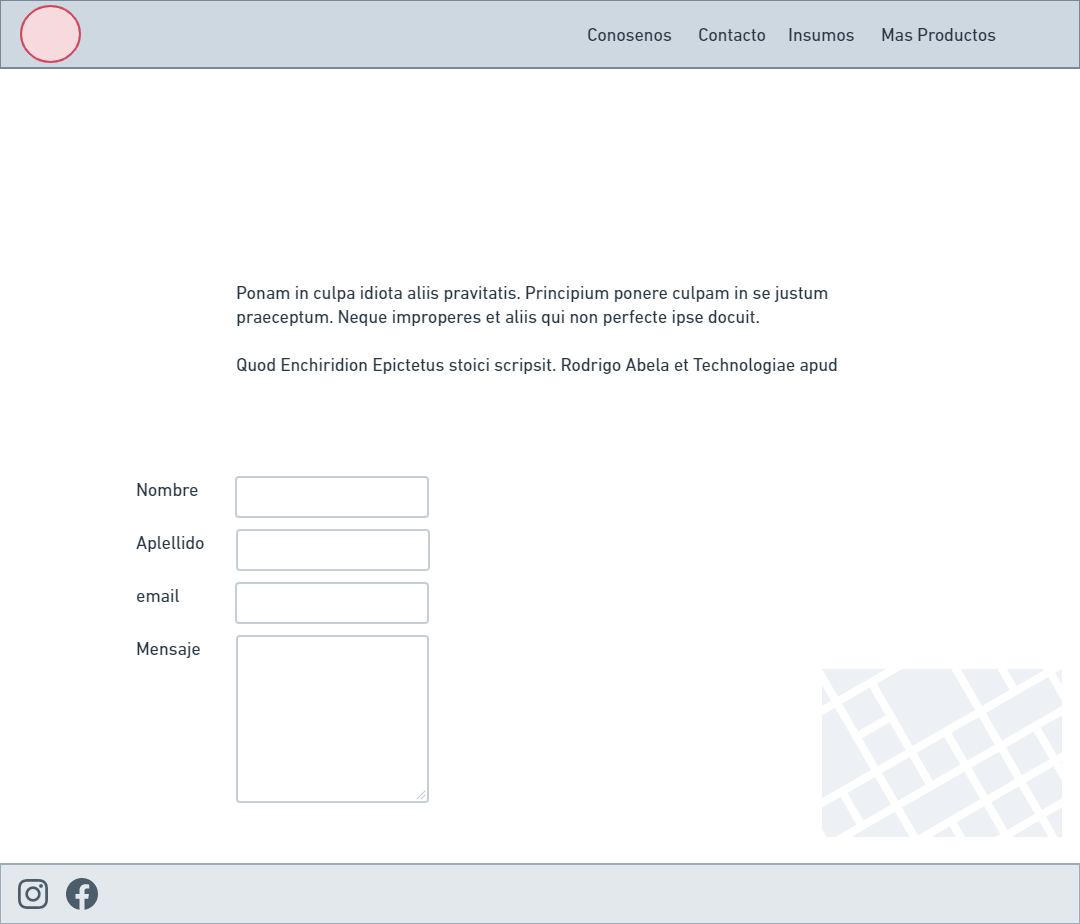 Conosenos Contacto Insumos Mas Productos
Ponam in culpa idiota aliis pravitatis. Principium ponere culpam in se justum
praeceptum. Neque improperes et aliis qui non perfecte ipse docuit.
Quod Enchiridion Epictetus stoici scripsit. Rodrigo Abela et Technologiae apud
Nombre
Aplellido
email
Mensaje